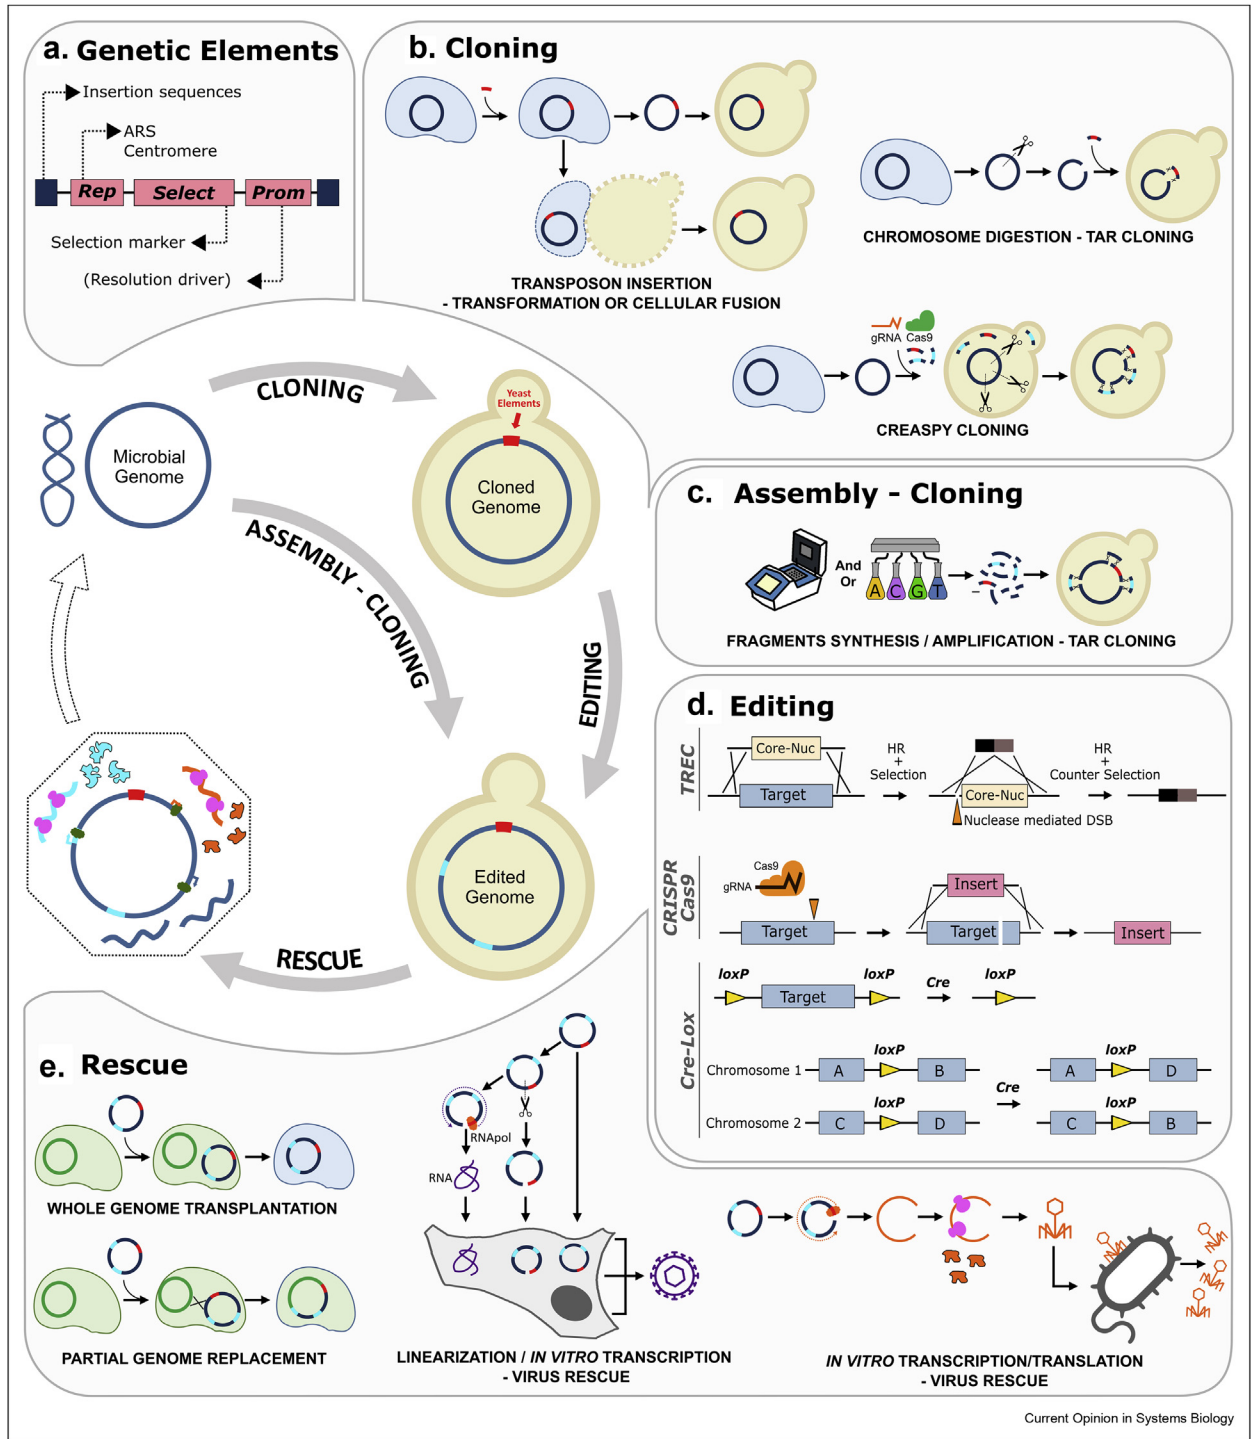 a. Genetic Elements
Insertion sequences
ARS
Centromere
Rep
Select
Prom
Selection marker
(Resolution driver)
b. Cloning
TRANSPOSON INSERTION
- TRANSFORMATION OR CELLULAR FUSION
CHROMOSOME DIGESTION - TAR CLONING
gRNA Cas9
CREASPY CLONING
CLONING
Microbial
Genome
Yeast
Elements
Cloned
Genome
ASSEMBLY - CLONING
EDITING
Edited
Genome
RESCUE
c. Assembly - Cloning
And
Or
A C G T
FRAGMENTS SYNTHESIS / AMPLIFICATION - TAR CLONING
d. Editing
TREC
Core-Nuc
Target
HR
+
Selection
Core-Nuc
Nuclease mediated DSB
HR
+
Counter Selection
CRISPR
Cas9
Cas9
gRNA
Target
Insert
Target
Insert
Cre-Lox
loxP
Target
loxP
Cre
loxP
Chromosome 1
A
loxP
B
Chromosome 2
C
loxP
D
Cre
A
loxP
D
C
loxP
B
e. Rescue
WHOLE GENOME TRANSPLANTATION
PARTIAL GENOME REPLACEMENT
RNApol
RNA
LINEARIZATION / IN VITRO TRANSCRIPTION
- VIRUS RESCUE
IN VITRO TRANSCRIPTION/TRANSLATION
- VIRUS RESCUE
Current Opinion in Systems Biology